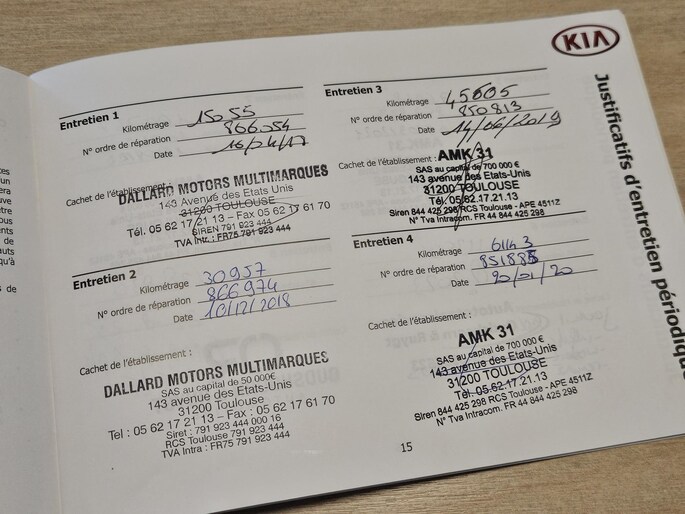 KIA
Justificatifs d'entretien périodique
Entretien 1
Kilométrage 15055
N° ordre de réparation 866054
Date
Cachet de l'établissement :
DALLARD MOTORS MULTIMARQUES
143 Avenue des Etats Unis
31200 TOULOUSE
Tél. 05 62 17 21 13 – Fax 05 62 17 61 70
SIREN 791 923 444
TVA Intr. : FR75 791 923 444
Entretien 2
Kilométrage 30957
N° ordre de réparation 866974
Date 10/12/2018
Cachet de l'établissement :
DALLARD MOTORS MULTIMARQUES
SAS au capital de 50 000€
143 avenue des Etats-Unis
31200 Toulouse
Tel : 05 62 17 21 13 – Fax : 05 62 17 61 70
Siret : 791 923 444 000 16
RCS Toulouse 791 923 444
TVA Intra : FR75 791 923 444
Entretien 3
Kilométrage 45605
N° ordre de réparation 850813
Date 14/06/2019
Cachet de l'établissement :
AMK 31
SAS au capital de 700 000 €
143 avenue des Etats-Unis
31200 TOULOUSE
Tél. 05.62.17.21.13
Siren 844 425 298 RCS Toulouse - APE 4511Z
N° Tva Intracom. FR 44 844 425 298
Entretien 4
Kilométrage 61143
N° ordre de réparation
Date 20/01/20
Cachet de l'établissement :
AMK 31
SAS au capital de 700 000 €
143 avenue des Etats-Unis
31200 TOULOUSE
Tél. 05.62.17.21.13
Siren 844 425 298 RCS Toulouse - APE 4511Z
N° Tva Intracom. FR 44 844 425 298
15